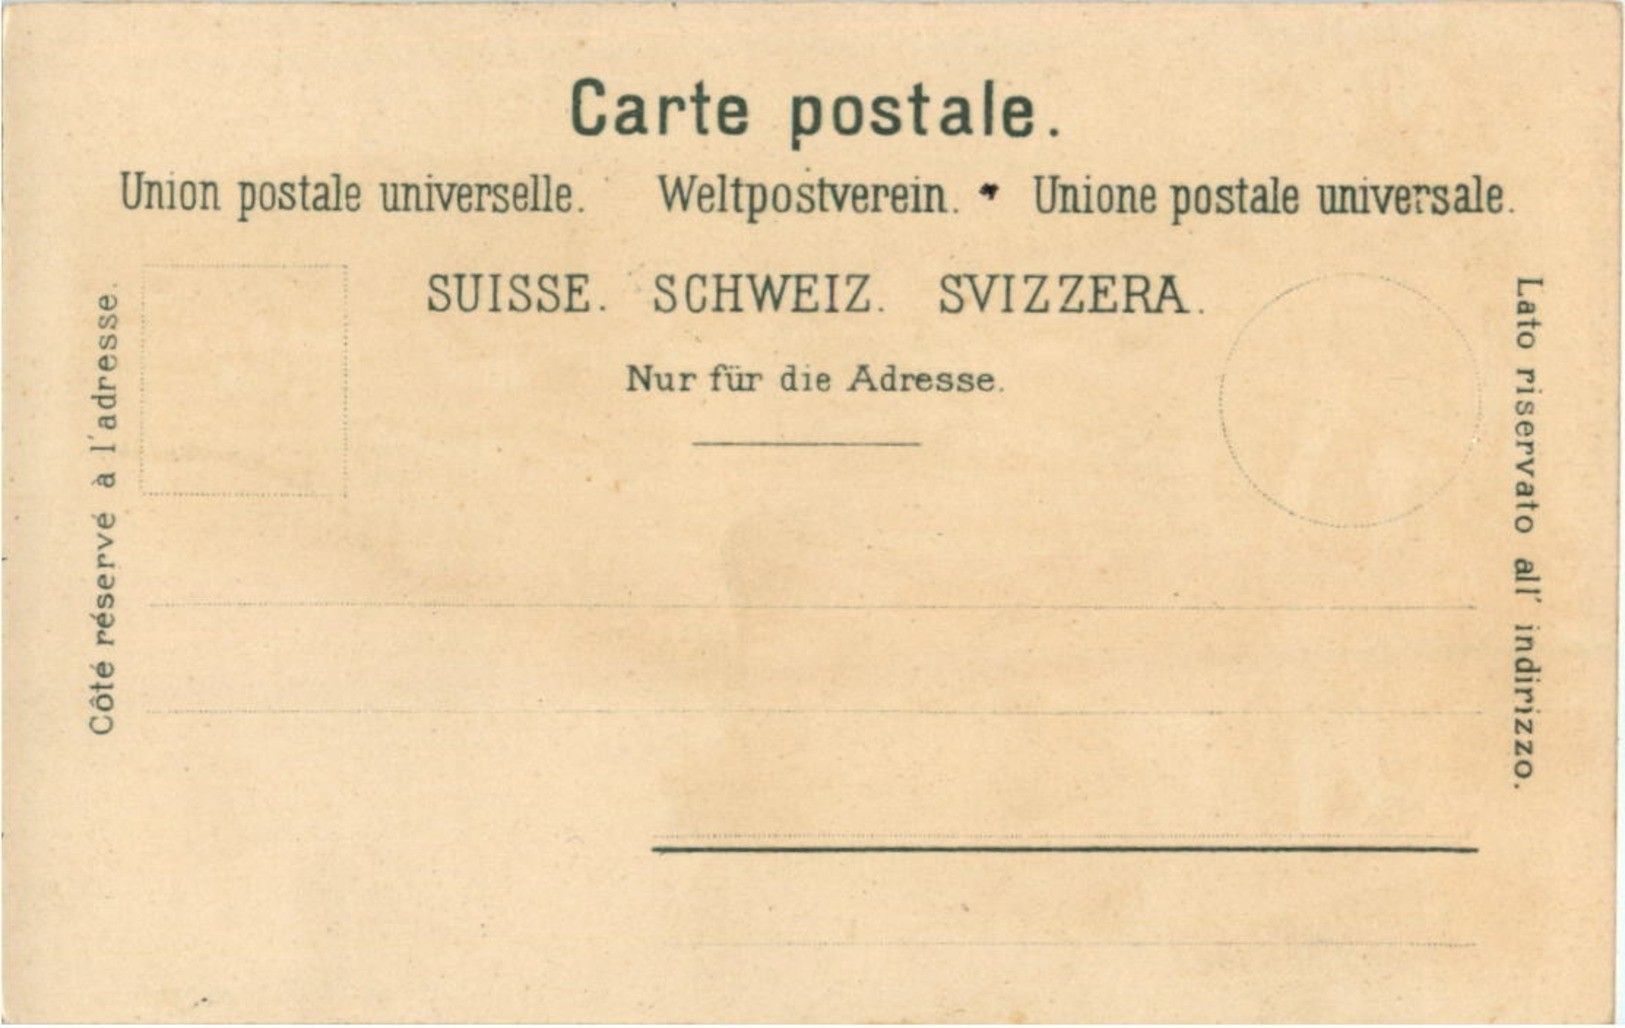 Carte postale.
Union postale universelle. Weltpostverein. Unione postale universale.
SUISSE. SCHWEIZ. SVIZZERA.
Nur für die Adresse.
Côté réservé à l'adresse.
Lato riservato all' indirizzo.